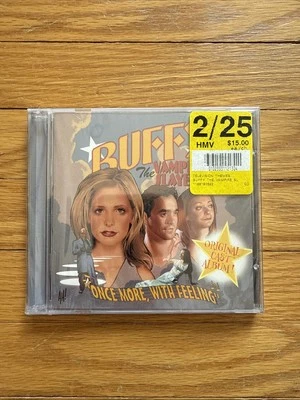 BUFFY
The VAMPIRE
SLAYER
2/25
HMV $15.00
ORIGINAL
CAST
ALBUM!
"ONCE MORE, WITH FEELING"